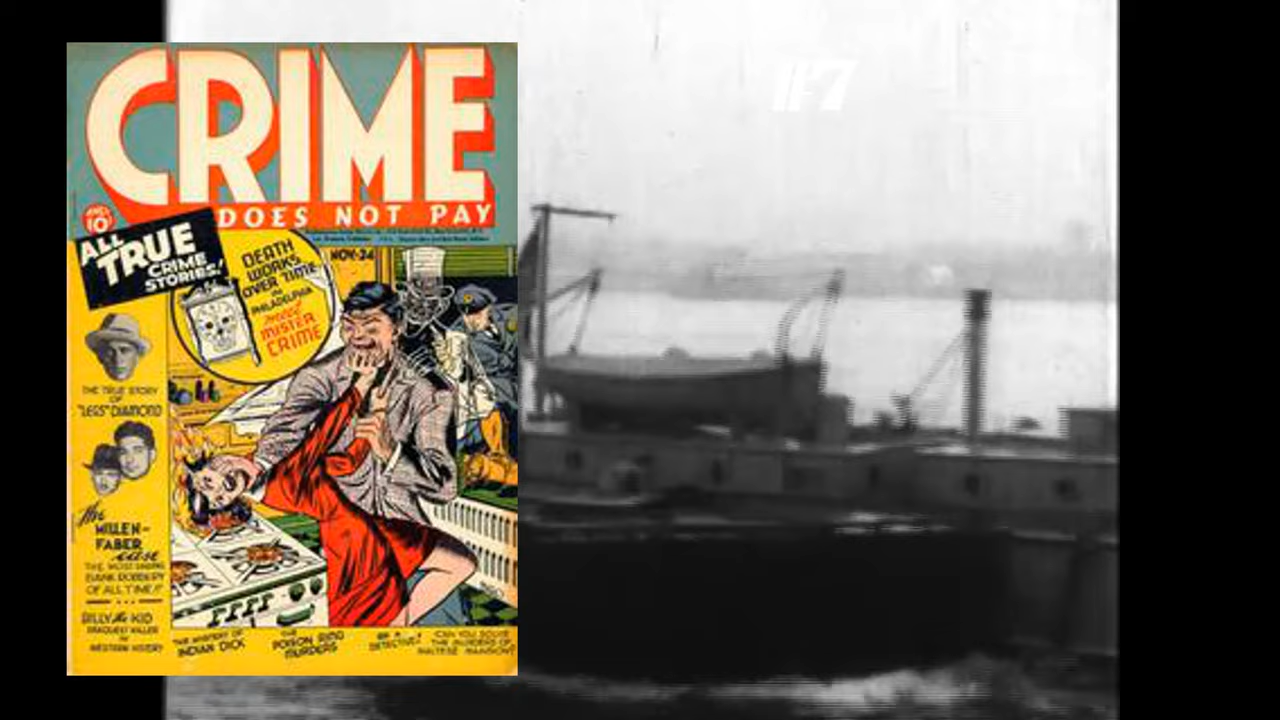 CRIME
DOES NOT PAY
ONLY
10¢
ALL
TRUE
CRIME
STORIES!
DEATH
WORKS
OVER TIME
IN
PHILADELPHIA
meet
MISTER
CRIME
NOV-24
THE TRUE STORY
OF
"LEGS" DIAMOND
The
MILLEN-
FABER
case
THE MOST DARING
BANK ROBBERY
OF ALL TIME!!
BILLY the KID
WESTERN HISTORY
THE MYSTERY OF
INDIAN DICK
THE
POISON RING
MURDERS
BE A
DETECTIVE!
CAN YOU SOLVE
THE MURDERS OF
MALTESE MANSION?